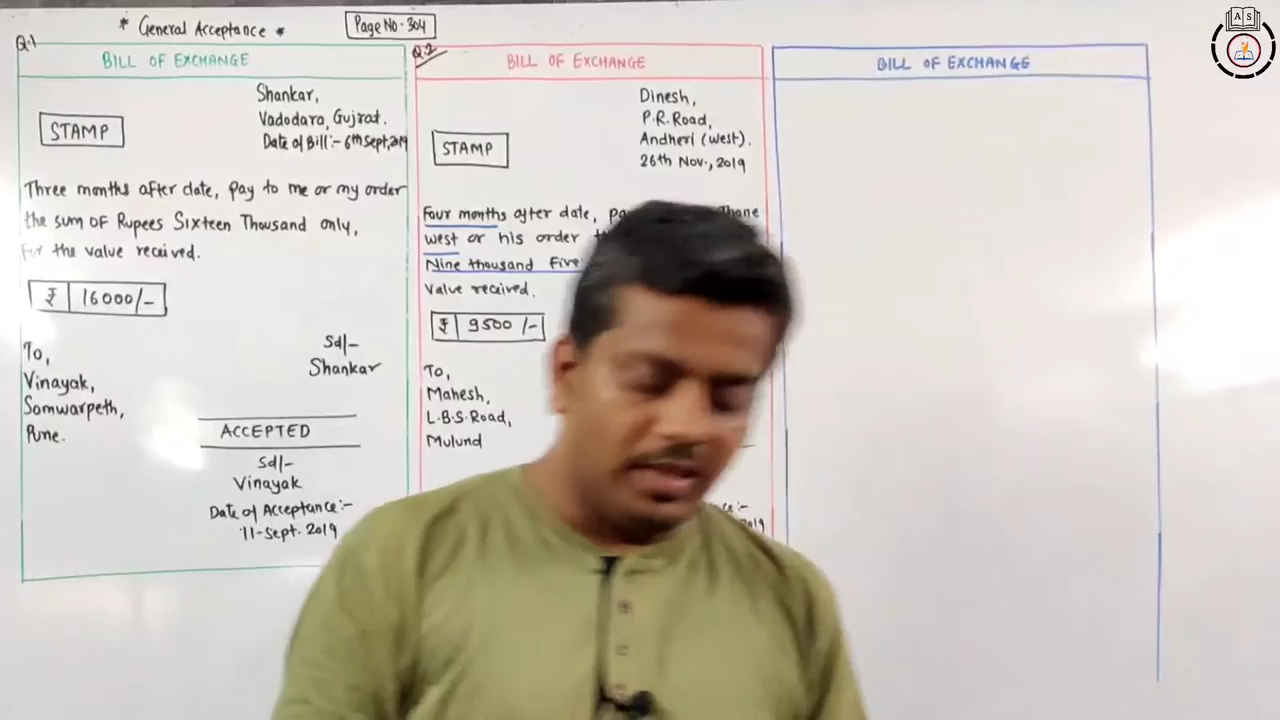 * General Acceptance *
Page No. 304
Q.1
BILL OF EXCHANGE
Shankar,
Vadodara, Gujrat.
Date of Bill:- 6th Sept, 2019
STAMP
Three months after date, pay to me or my order
the sum of Rupees Sixteen Thousand only,
For the value received.
₹ 16000/-
To,
Vinayak,
Somwarpeth,
Pune.
Sd/-
Shankar
ACCEPTED
Sd/-
Vinayak
Date of Acceptance:-
11-Sept. 2019
Q.2
BILL OF EXCHANGE
Dinesh,
P.R. Road,
Andheri (west).
26th Nov., 2019
STAMP
Four months after date, Thane
west or his order
Nine thousand five
value received.
₹ 9500/-
To,
Mahesh,
L.B.S. Road,
Mulund
BILL OF EXCHANGE
A S